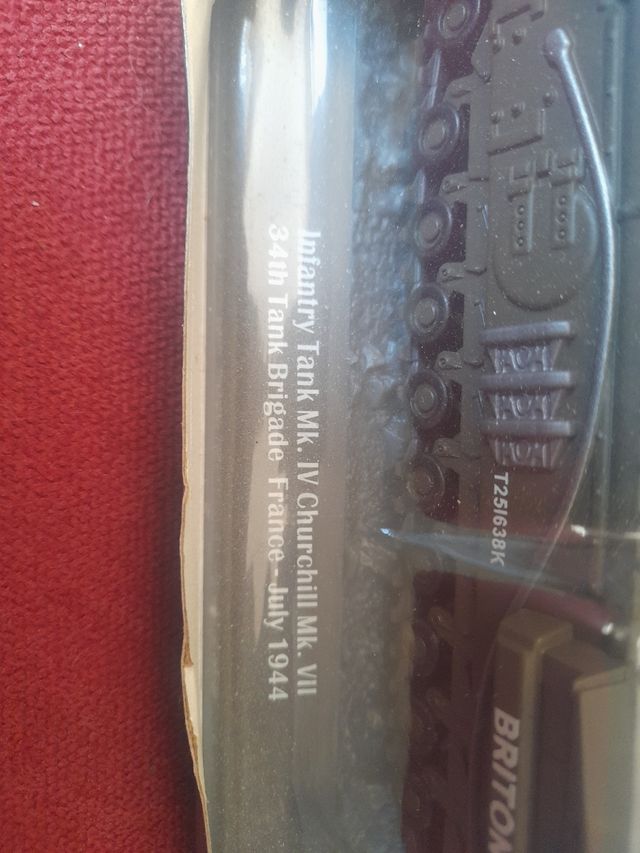 Infantry Tank Mk. IV Churchill Mk. VII
34th Tank Brigade France - July 1944
T251638K
BRITON